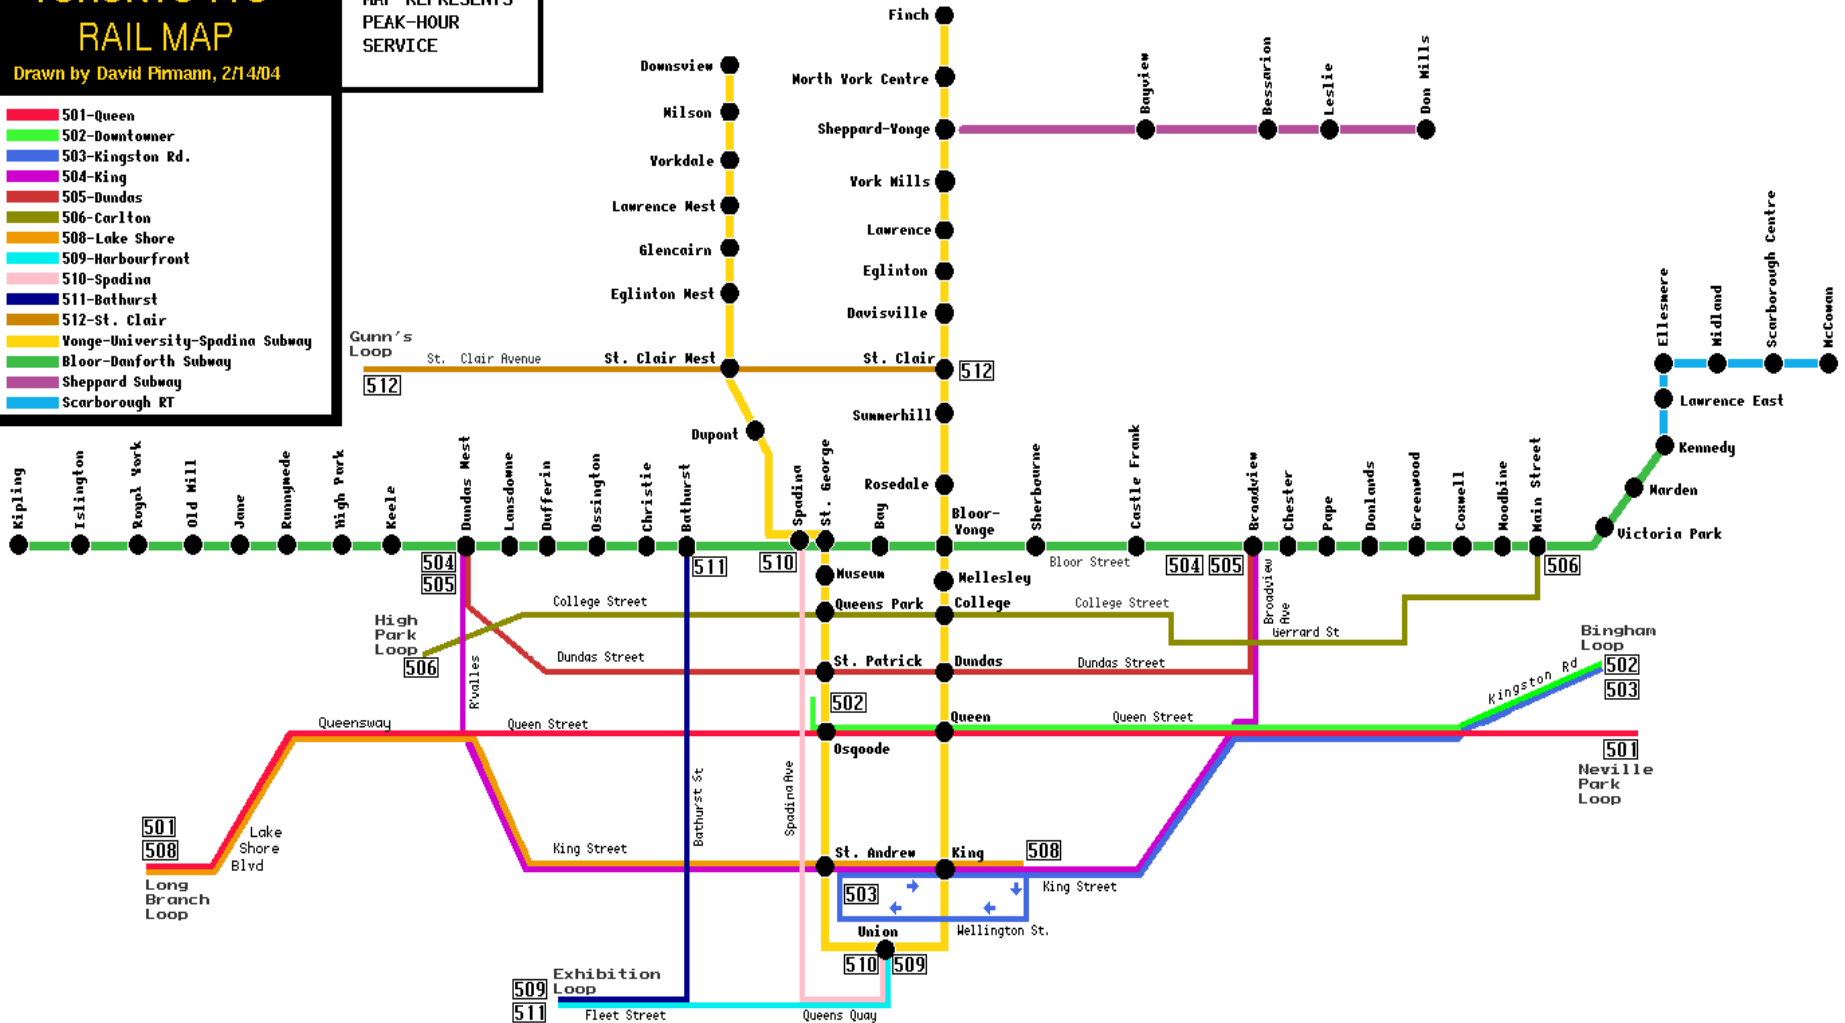 RAIL MAP
Drawn by David Pirmann, 2/14/04
MAP REPRESENTS
PEAK-HOUR
SERVICE
501-Queen
502-Downtowner
503-Kingston Rd.
504-King
505-Dundas
506-Carlton
508-Lake Shore
509-Harbourfront
510-Spadina
511-Bathurst
512-St. Clair
Yonge-University-Spadina Subway
Bloor-Danforth Subway
Sheppard Subway
Scarborough RT
Finch
North York Centre
Sheppard-Yonge
York Mills
Lawrence
Eglinton
Davisville
St. Clair
512
Summerhill
Rosedale
Bloor-
Yonge
Wellesley
College
Dundas
Queen
King
Downsview
Wilson
Yorkdale
Lawrence West
Glencairn
Eglinton West
St. Clair West
Dupont
Spadina
St. George
Museum
Queens Park
St. Patrick
502
Osgoode
St. Andrew
Union
510
509
Bayview
Bessarion
Leslie
Don Mills
Gunn's
Loop
512
St. Clair Avenue
Kipling
Islington
Royal York
Old Mill
Jane
Runnymede
High Park
Keele
Dundas West
Lansdowne
Dufferin
Ossington
Christie
Bathurst
Bay
Sherbourne
Castle Frank
Broadview
Chester
Pape
Donlands
Greenwood
Coxwell
Woodbine
Main Street
Victoria Park
Warden
Kennedy
Lawrence East
Ellesmere
Midland
Scarborough Centre
McCowan
504
505
511
510
Bloor Street
504
505
506
Broadview
Ave
High
Park
Loop
506
College Street
College Street
Gerrard St
Dundas Street
Dundas Street
R'valles
Bingham
Loop
502
503
Kingston Rd
Queensway
Queen Street
Queen Street
501
Neville
Park
Loop
Bathurst St
Spadina Ave
501
508
Long
Branch
Loop
Lake
Shore
Blvd
King Street
508
503
King Street
Wellington St.
Exhibition
Loop
509
511
Fleet Street
Queens Quay